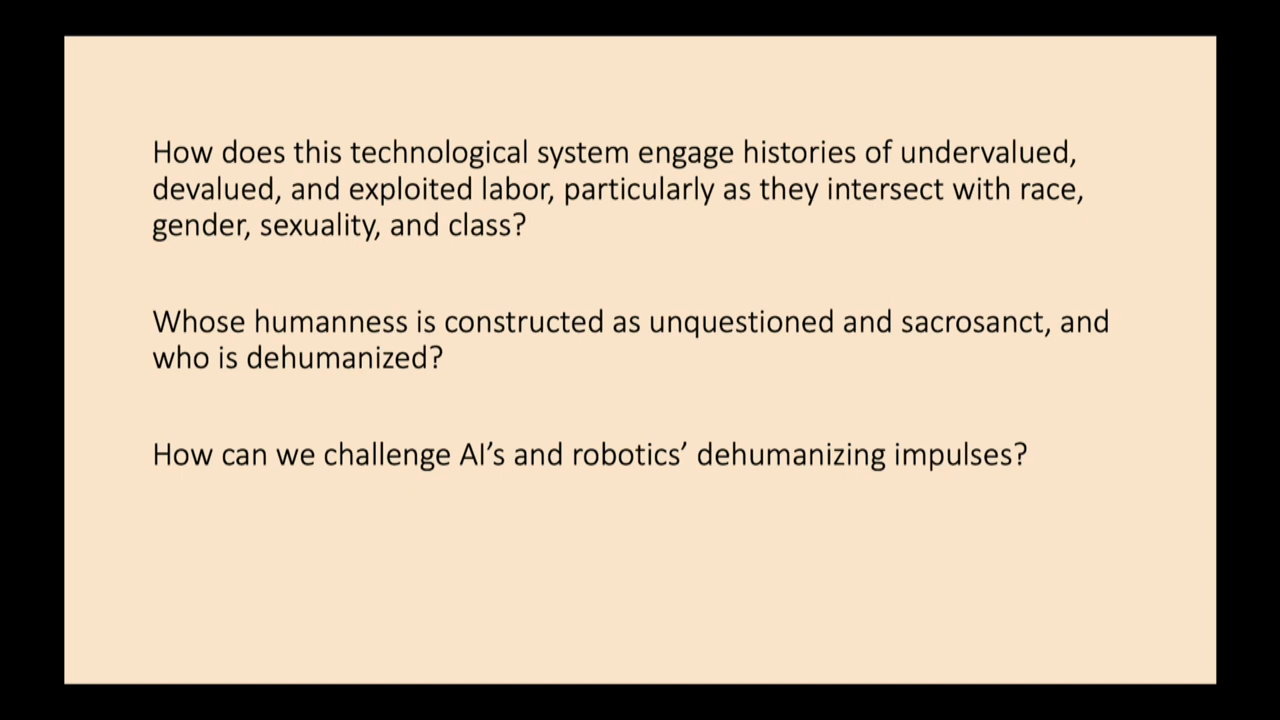 How does this technological system engage histories of undervalued,
devalued, and exploited labor, particularly as they intersect with race,
gender, sexuality, and class?
Whose humanness is constructed as unquestioned and sacrosanct, and
who is dehumanized?
How can we challenge AI’s and robotics’ dehumanizing impulses?